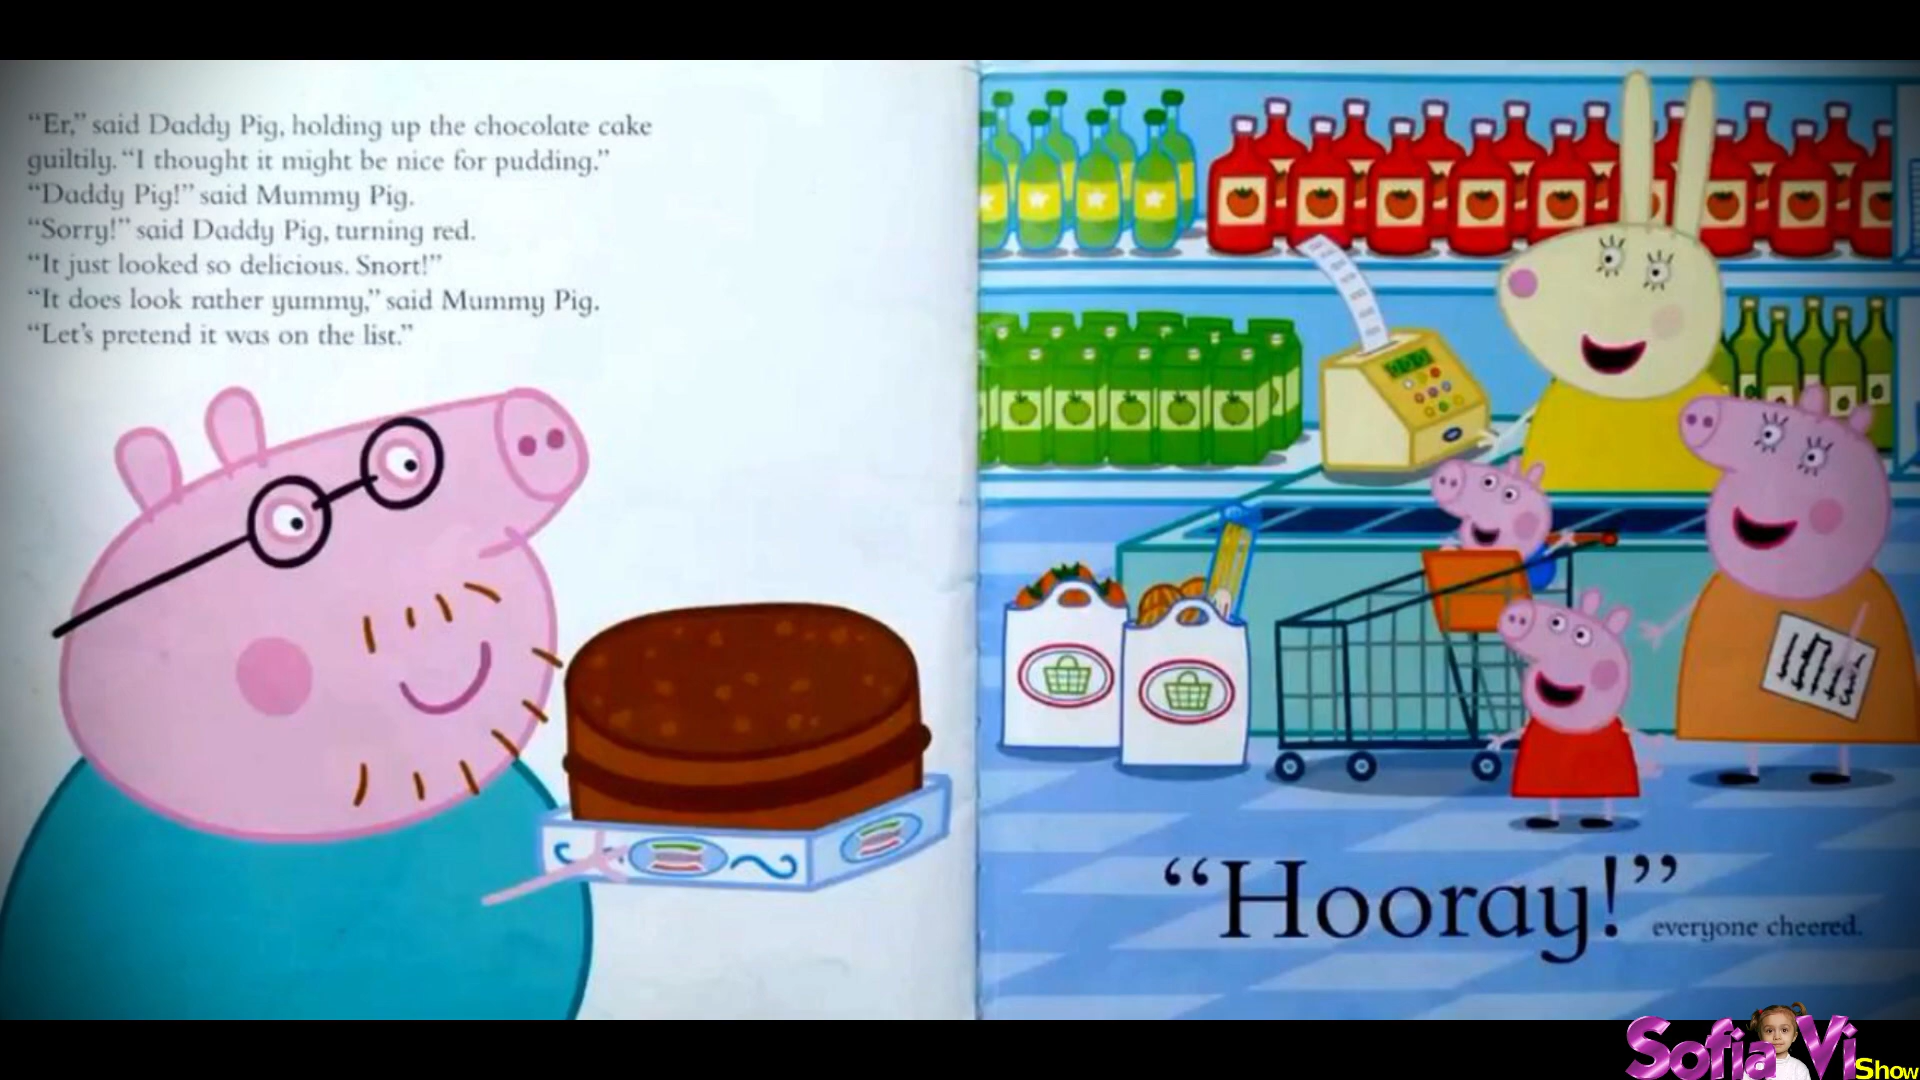 “Er,” said Daddy Pig, holding up the chocolate cake
guiltily. “I thought it might be nice for pudding.”
“Daddy Pig!” said Mummy Pig.
“Sorry!” said Daddy Pig, turning red.
“It just looked so delicious. Snort!”
“It does look rather yummy,” said Mummy Pig.
“Let’s pretend it was on the list.”
“Hooray!” everyone cheered.
Sofia Vi
Show